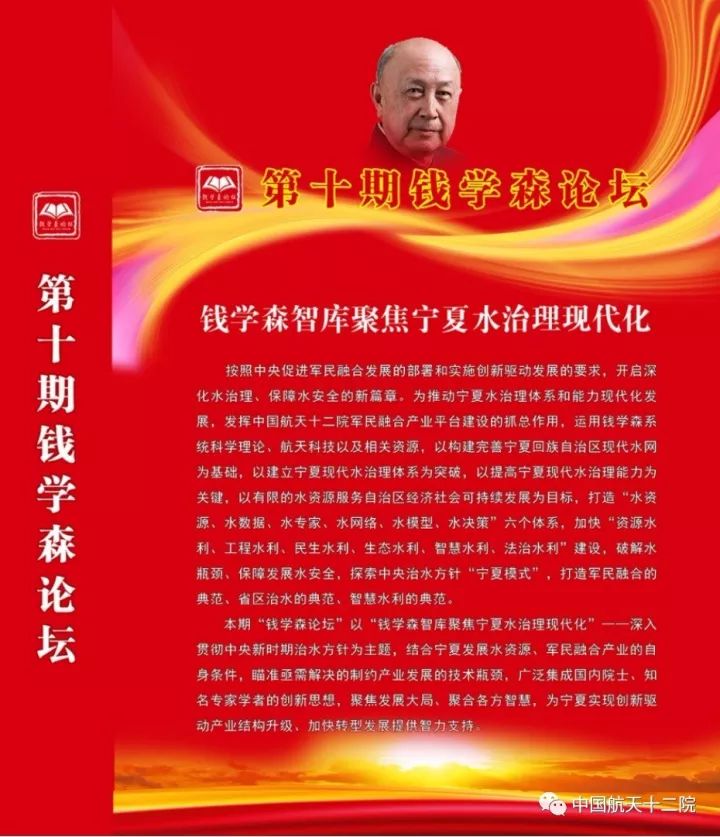 第十期钱学森论坛
第十期钱学森论坛
钱学森智库聚焦宁夏水治理现代化
按照中央促进军民融合发展的部署和实施创新驱动发展的要求，开启深
化水治理、保障水安全的新篇章。为推动宁夏水治理体系和能力现代化发
展，发挥中国航天十二院军民融合产业平台建设的抓总作用，运用钱学森系
统科学理论、航天科技以及相关资源，以构建完善宁夏回族自治区现代水网
为基础，以建立宁夏现代水治理体系为突破，以提高宁夏现代水治理能力为
关键，以有限的水资源服务自治区经济社会可持续发展为目标，打造“水资
源、水数据、水专家、水网络、水模型、水决策”六个体系，加快“资源水
利、工程水利、民生水利、生态水利、智慧水利、法治水利”建设，破解水
瓶颈、保障发展水安全，探索中央治水方针“宁夏模式”，打造军民融合的
典范、省区治水的典范、智慧水利的典范。
本期“钱学森论坛”以“钱学森智库聚焦宁夏水治理现代化”——深入
贯彻中央新时期治水方针为主题，结合宁夏发展水资源、军民融合产业的自
身条件，瞄准亟需解决的制约产业发展的技术瓶颈，广泛集成国内院士、知
名专家学者的创新思想，聚焦发展大局、聚合各方智慧，为宁夏实现创新驱
动产业结构升级、加快转型发展提供智力支持。
中国航天十二院